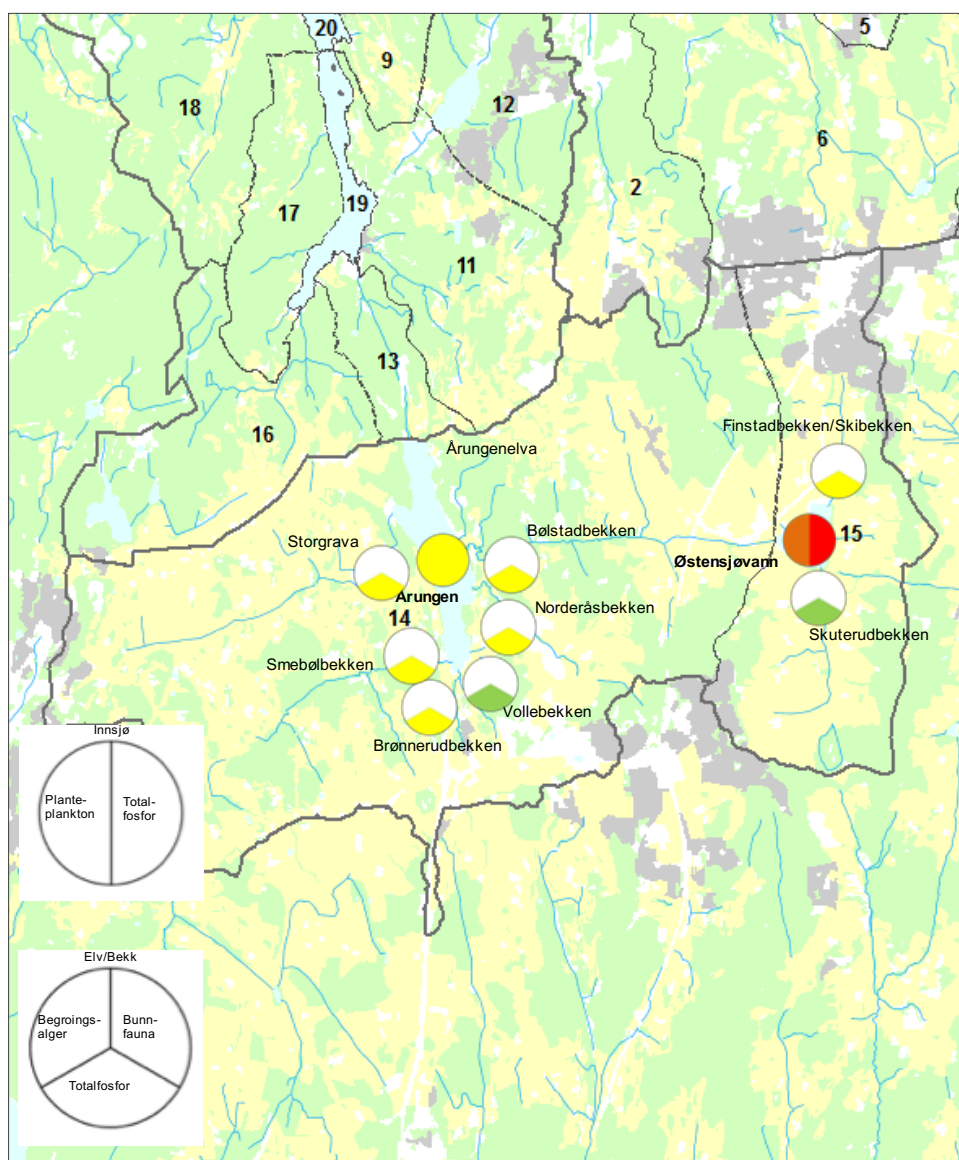 20
5
9
18
12
6
2
17
19
11
13
Finstadbekken/Skibekken
16
Årungenelva
Bølstadbekken
15
Storgrava
Østensjøvann
Årungen
Norderåsbekken
14
Skuterudbekken
Smebølbekken
Vollebekken
Brønnerudbekken
Innsjø
Plante-
plankton
Total-
fosfor
Elv/Bekk
Begroings-
alger
Bunn-
fauna
Totalfosfor